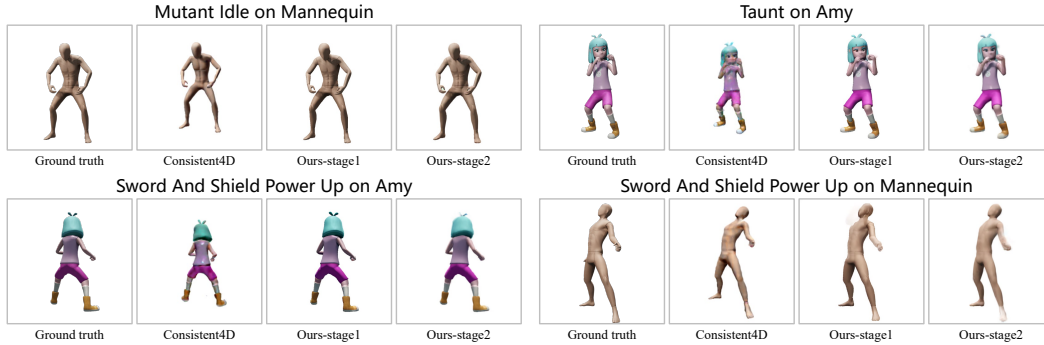 Mutant Idle on Mannequin
Taunt on Amy
Ground truth
Consistent4D
Ours-stage1
Ours-stage2
Ground truth
Consistent4D
Ours-stage1
Ours-stage2
Sword And Shield Power Up on Amy
Sword And Shield Power Up on Mannequin
Ground truth
Consistent4D
Ours-stage1
Ours-stage2
Ground truth
Consistent4D
Ours-stage1
Ours-stage2